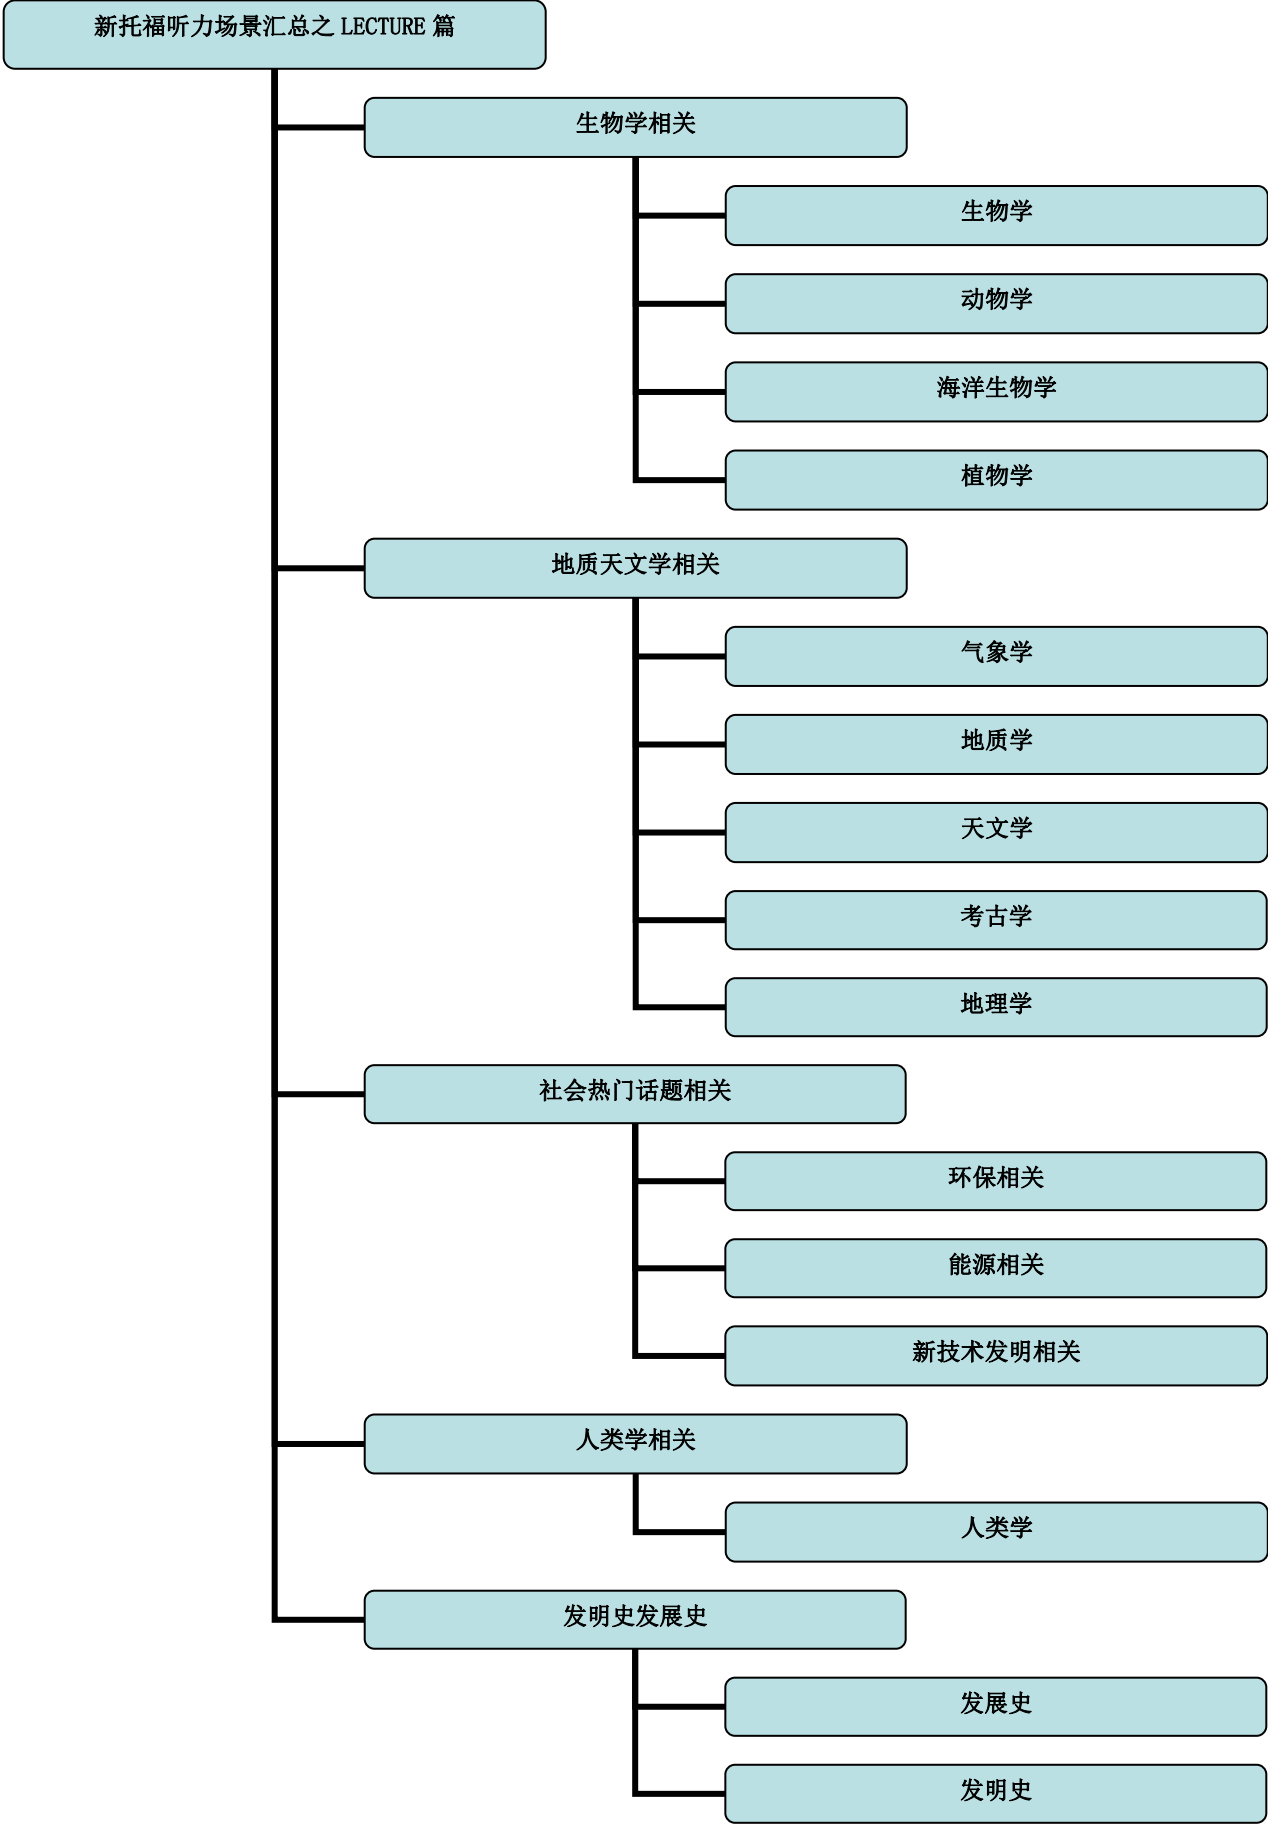 新托福听力场景汇总之 LECTURE 篇
生物学相关
生物学
动物学
海洋生物学
植物学
地质天文学相关
气象学
地质学
天文学
考古学
地理学
社会热门话题相关
环保相关
能源相关
新技术发明相关
人类学相关
人类学
发明史发展史
发展史
发明史